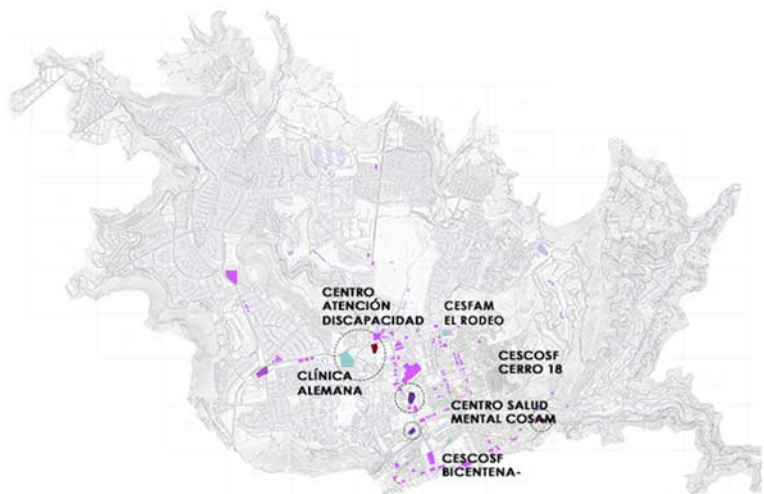 CENTRO
ATENCIÓN
DISCAPACIDAD
CESFAM
EL RODEO
CESCOSF
CERRO 18
CLÍNICA
ALEMANA
CENTRO SALUD
MENTAL COSAM
CESCOSF
BICENTENA-